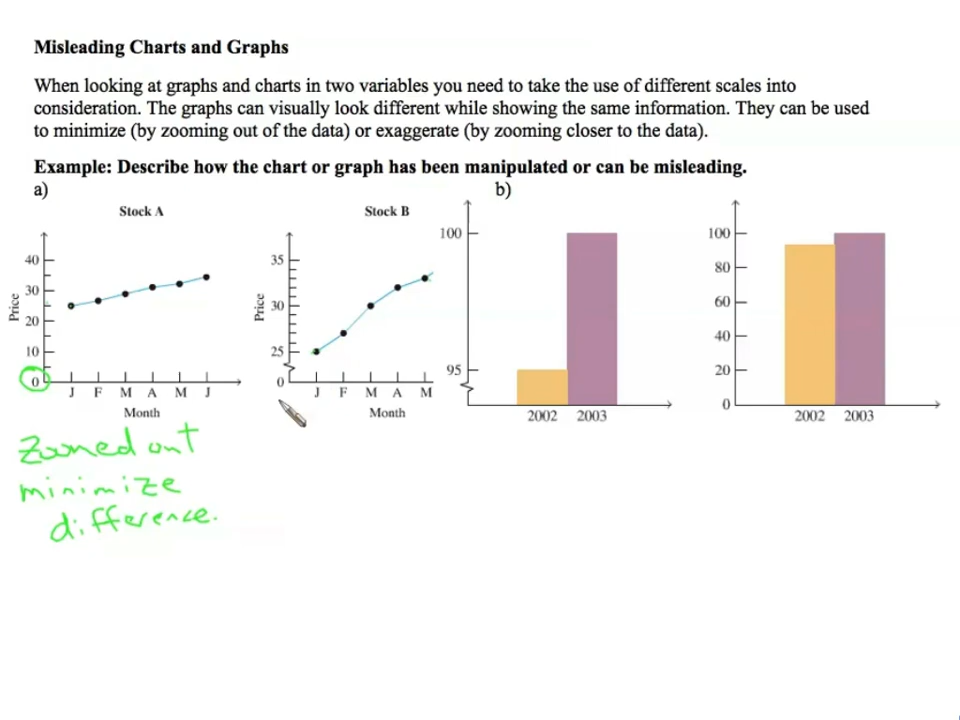 Misleading Charts and Graphs
When looking at graphs and charts in two variables you need to take the use of different scales into
consideration. The graphs can visually look different while showing the same information. They can be used
to minimize (by zooming out of the data) or exaggerate (by zooming closer to the data).
Example: Describe how the chart or graph has been manipulated or can be misleading.
a)
b)
Stock A
40
30
20
10
0
Price
J F M A M J
Month
Stock B
35
30
25
0
Price
J F M A M
Month
100
95
2002 2003
100
80
60
40
20
0
2002 2003
Zoomed out
minimize
difference.